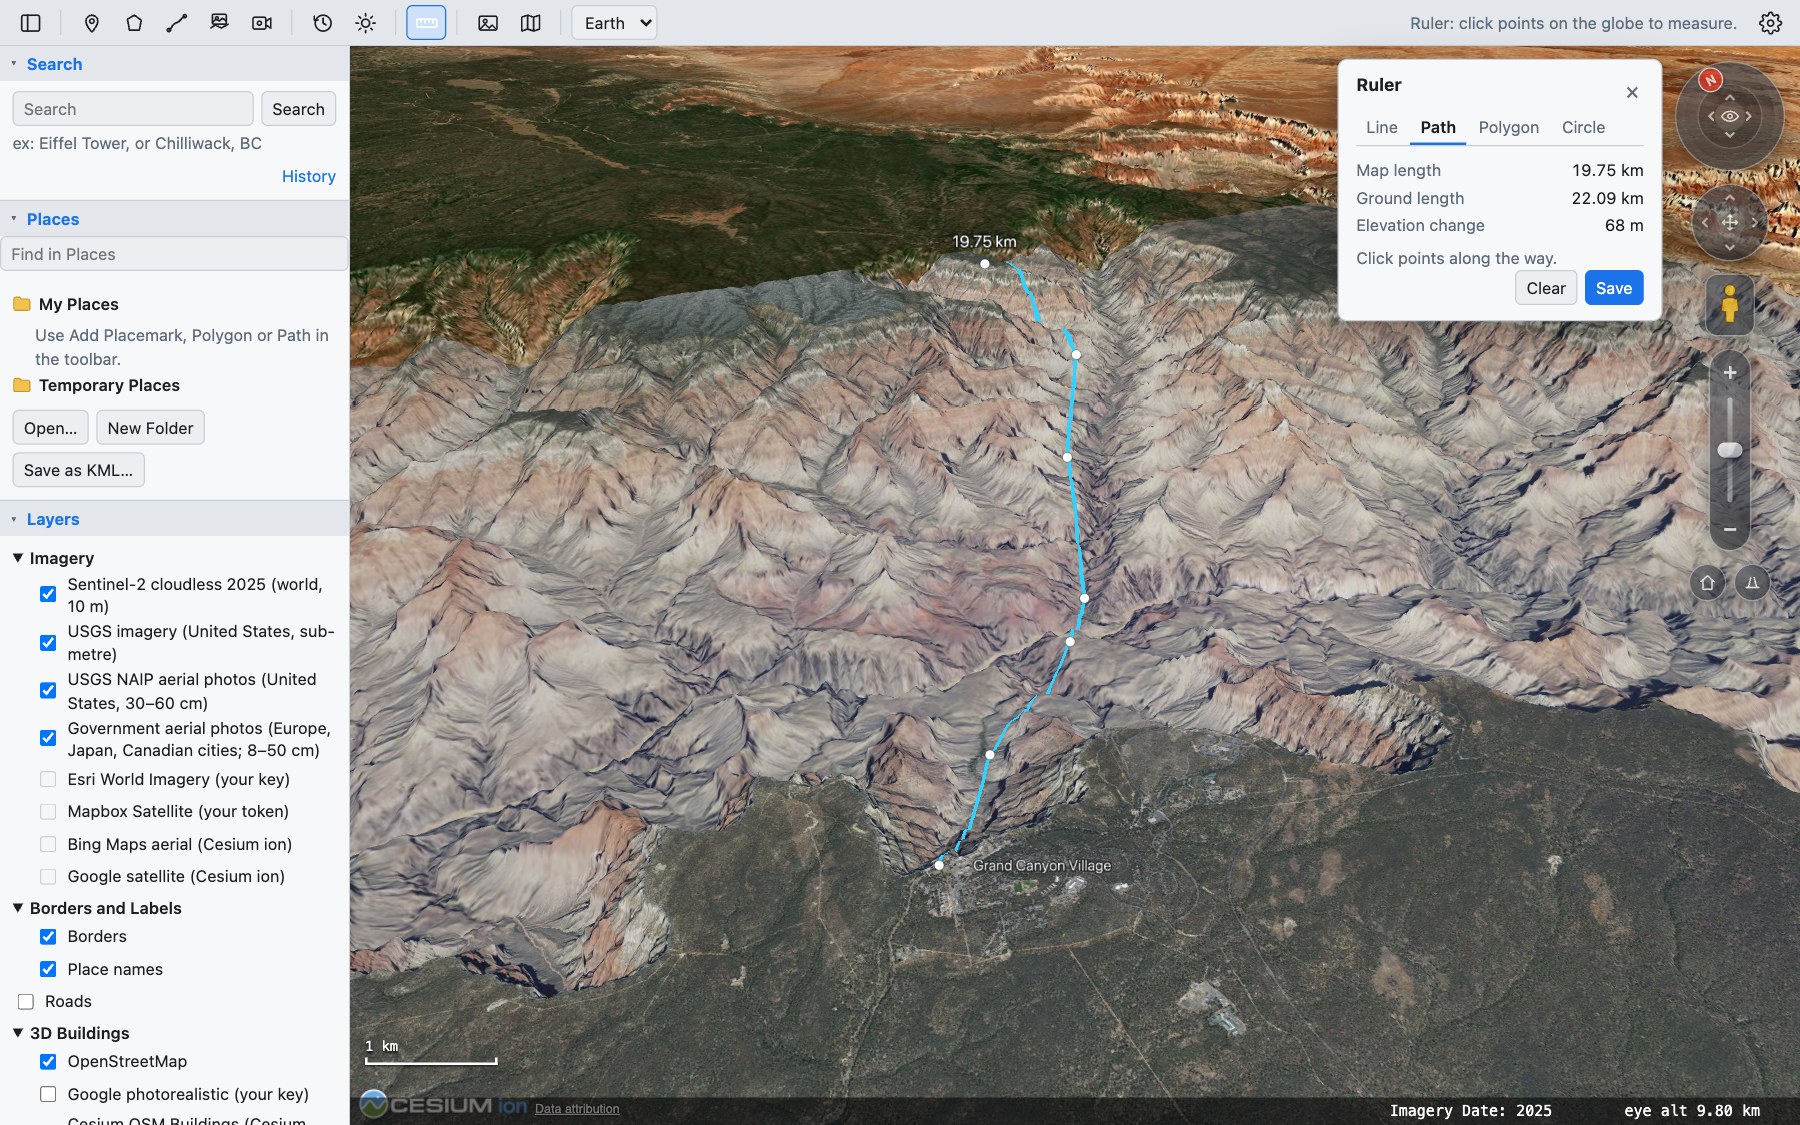 Earth
Ruler: click points on the globe to measure.
Search
Search
Search
ex: Eiffel Tower, or Chilliwack, BC
History
Places
Find in Places
My Places
Use Add Placemark, Polygon or Path in
the toolbar.
Temporary Places
Open...
New Folder
Save as KML...
Layers
Imagery
Sentinel-2 cloudless 2025 (world,
10 m)
USGS imagery (United States, sub-
metre)
USGS NAIP aerial photos (United
States, 30–60 cm)
Government aerial photos (Europe,
Japan, Canadian cities; 8–50 cm)
Esri World Imagery (your key)
Mapbox Satellite (your token)
Bing Maps aerial (Cesium ion)
Google satellite (Cesium ion)
Borders and Labels
Borders
Place names
Roads
3D Buildings
OpenStreetMap
Google photorealistic (your key)
Cesium OSM Buildings (Cesium
19.75 km
Grand Canyon Village
Ruler
Line
Path
Polygon
Circle
Map length
19.75 km
Ground length
22.09 km
Elevation change
68 m
Click points along the way.
Clear
Save
N
1 km
CESIUM ion
Data attribution
Imagery Date: 2025
eye alt 9.80 km